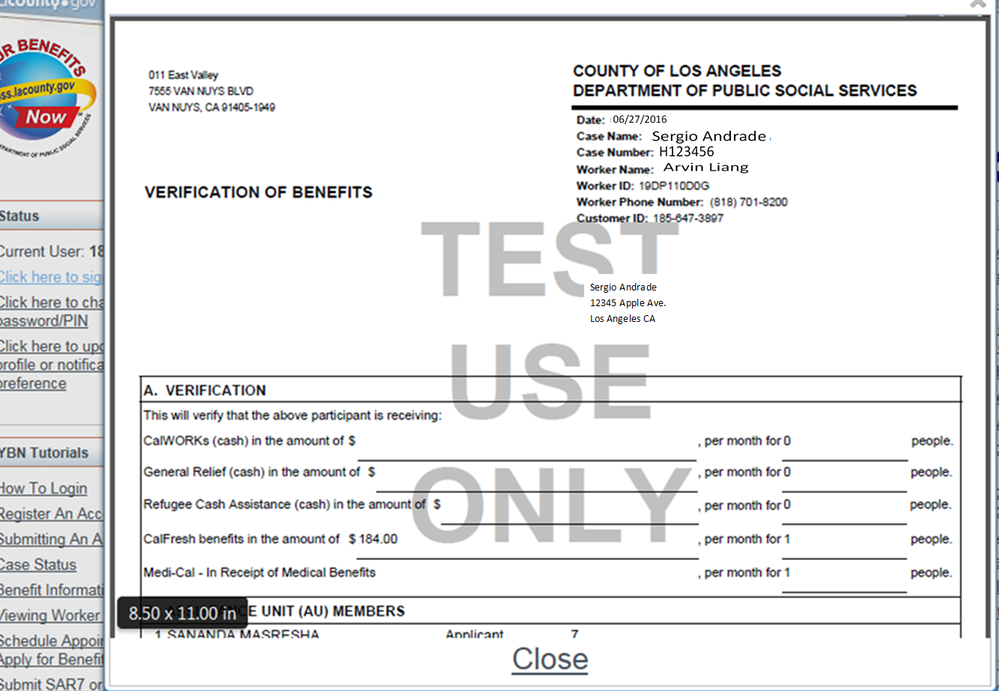 lacounty.gov
OR BENEFITS
ss.lacounty.gov
Now
DEPARTMENT OF PUBLIC SOCIAL SERVICES
Status
Current User: 18
Click here to sig
Click here to cha
password/PIN
Click here to upd
profile or notifica
preference
YBN Tutorials
How To Login
Register An Acc
Submitting An A
Case Status
Benefit Informati
Viewing Worker
Schedule Appoi
Apply for Benefit
Submit SAR7 or
011 East Valley
7555 VAN NUYS BLVD
VAN NUYS, CA 91405-1949
COUNTY OF LOS ANGELES
DEPARTMENT OF PUBLIC SOCIAL SERVICES
Date: 06/27/2016
Case Name: Sergio Andrade
Case Number: H123456
Worker Name: Arvin Liang
Worker ID: 19DP110D0G
Worker Phone Number: (818) 701-8200
Customer ID: 185-647-3897
VERIFICATION OF BENEFITS
TEST
USE
ONLY
Sergio Andrade
12345 Apple Ave.
Los Angeles CA
A. VERIFICATION
This will verify that the above participant is receiving:
CalWORKs (cash) in the amount of $ , per month for 0 people.
General Relief (cash) in the amount of $ , per month for 0 people.
Refugee Cash Assistance (cash) in the amount of $ , per month for 0 people.
CalFresh benefits in the amount of $ 184.00 , per month for 1 people.
Medi-Cal - In Receipt of Medical Benefits , per month for 1 people.
ASSISTANCE UNIT (AU) MEMBERS
8.50 x 11.00 in
1 SANANDA MASRESHA Applicant 7
Close